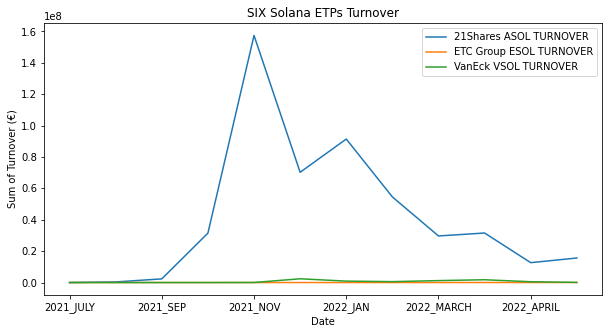 SIX Solana ETPs Turnover
1e8
1.6
1.4
1.2
1.0
0.8
0.6
0.4
0.2
0.0
Sum of Turnover (€)
21Shares ASOL TURNOVER
ETC Group ESOL TURNOVER
VanEck VSOL TURNOVER
2021_JULY 2021_SEP 2021_NOV 2022_JAN 2022_MARCH 2022_APRIL
Date